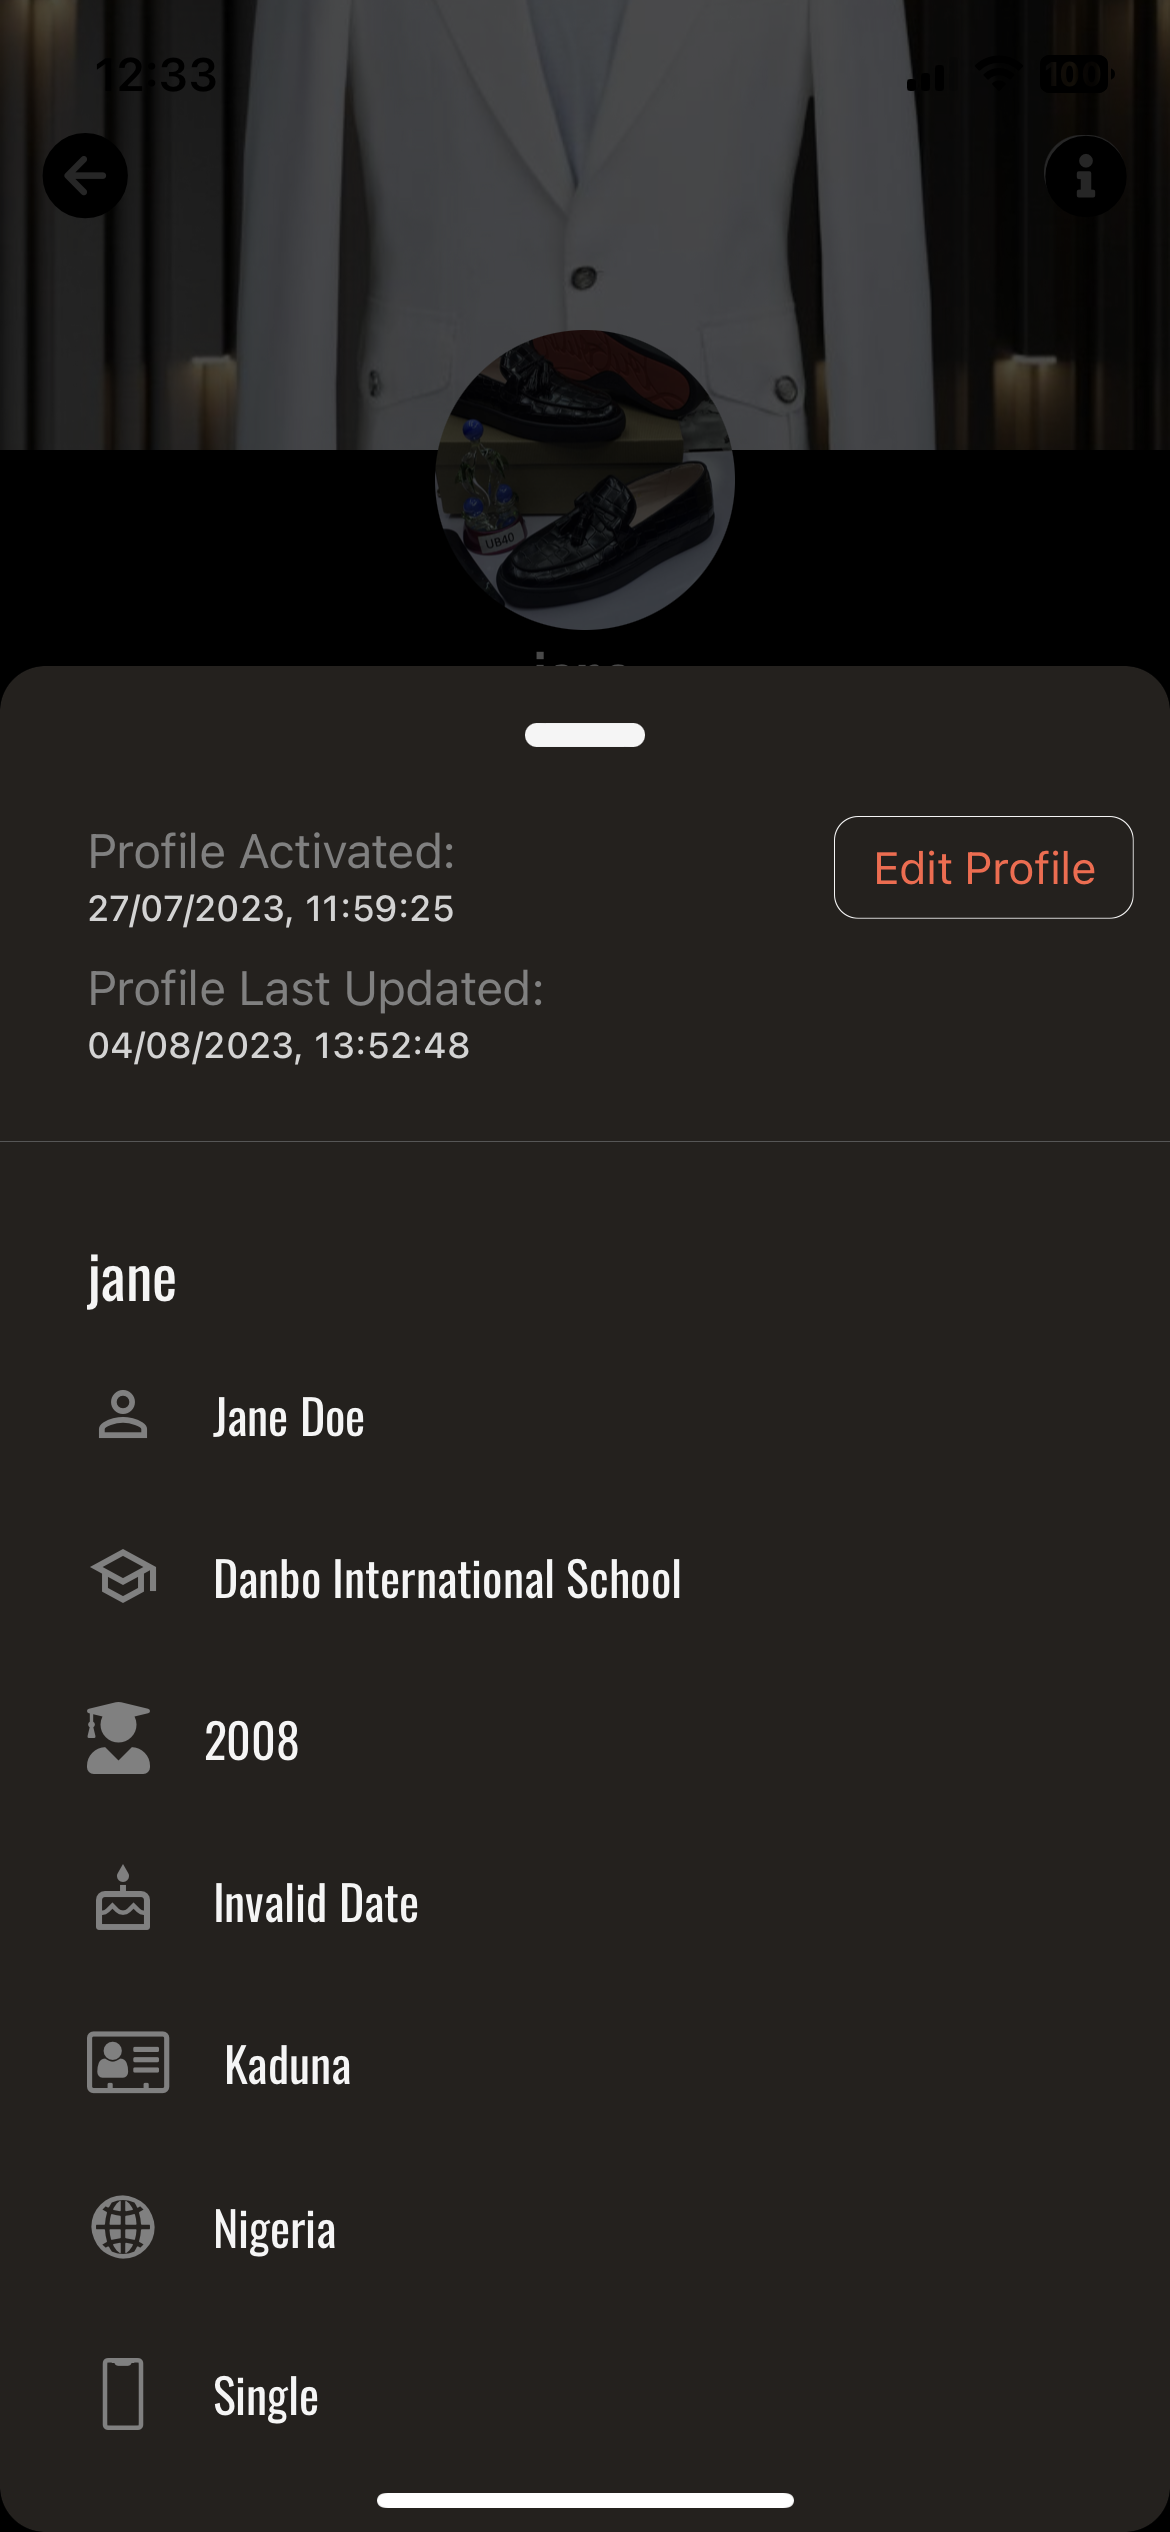 12:33
100
UB40
jane
Profile Activated:
Edit Profile
27/07/2023, 11:59:25
Profile Last Updated:
04/08/2023, 13:52:48
jane
Jane Doe
Danbo International School
2008
Invalid Date
Kaduna
Nigeria
Single